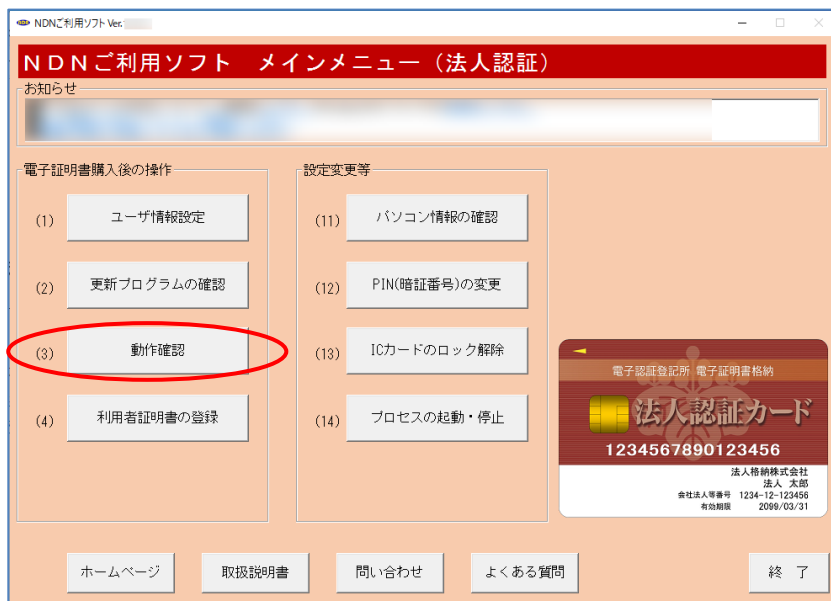 NDNご利用ソフト Ver.
NDNご利用ソフト メインメニュー（法人認証）
お知らせ
電子証明書購入後の操作
(1) ユーザ情報設定
(2) 更新プログラムの確認
(3) 動作確認
(4) 利用者証明書の登録
設定変更等
(11) パソコン情報の確認
(12) PIN(暗証番号)の変更
(13) ICカードのロック解除
(14) プロセスの起動・停止
電子認証登記所 電子証明書格納
法人認証カード
1234567890123456
法人格納株式会社
法人 太郎
会社法人等番号 1234-12-123456
有効期限 2099/03/31
ホームページ
取扱説明書
問い合わせ
よくある質問
終 了